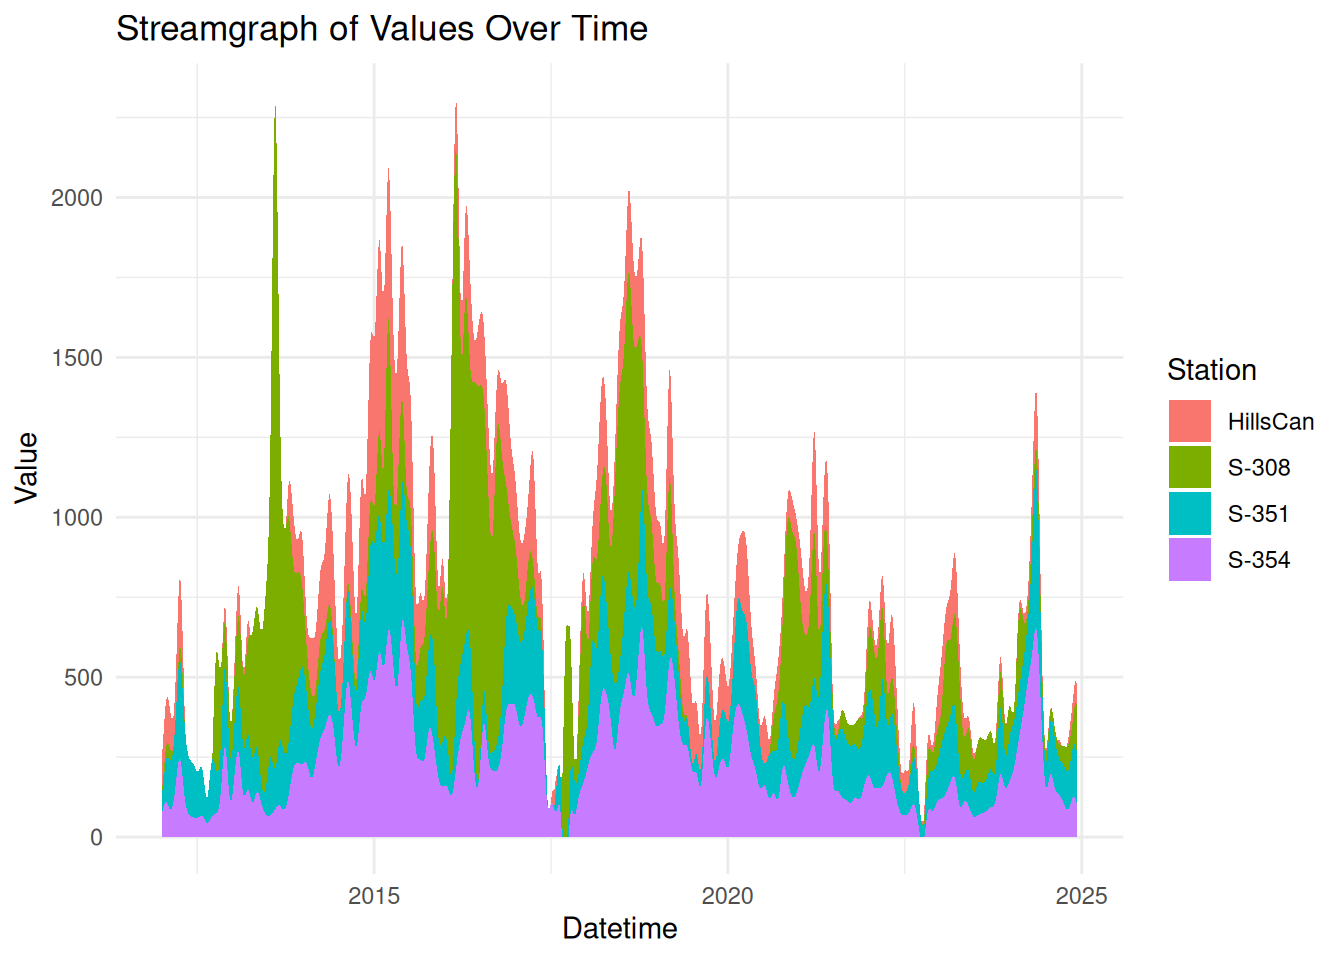 Streamgraph of Values Over Time
2000
1500
1000
500
0
Value
2015
2020
2025
Datetime
Station
HillsCan
S-308
S-351
S-354